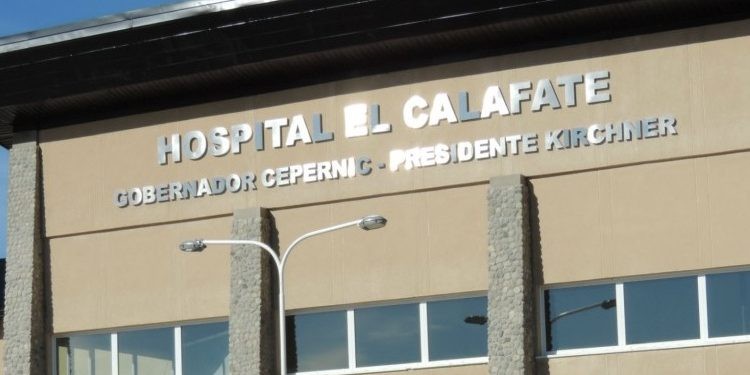 HOSPITAL EL CALAFATE
GOBERNADOR CEPERNIC - PRESIDENTE KIRCHNER